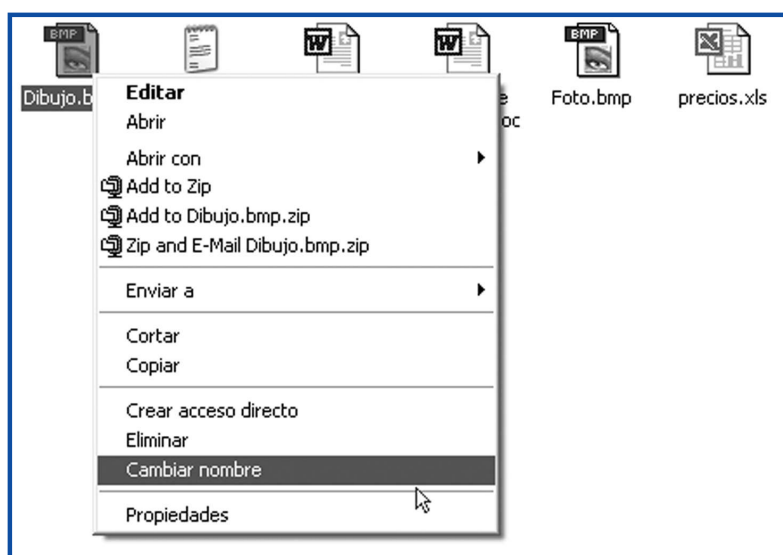 BMP
BMP
Dibujo.b
e
oc
Foto.bmp
precios.xls
Editar
Abrir
Abrir con
Add to Zip
Add to Dibujo.bmp.zip
Zip and E-Mail Dibujo.bmp.zip
Enviar a
Cortar
Copiar
Crear acceso directo
Eliminar
Cambiar nombre
Propiedades